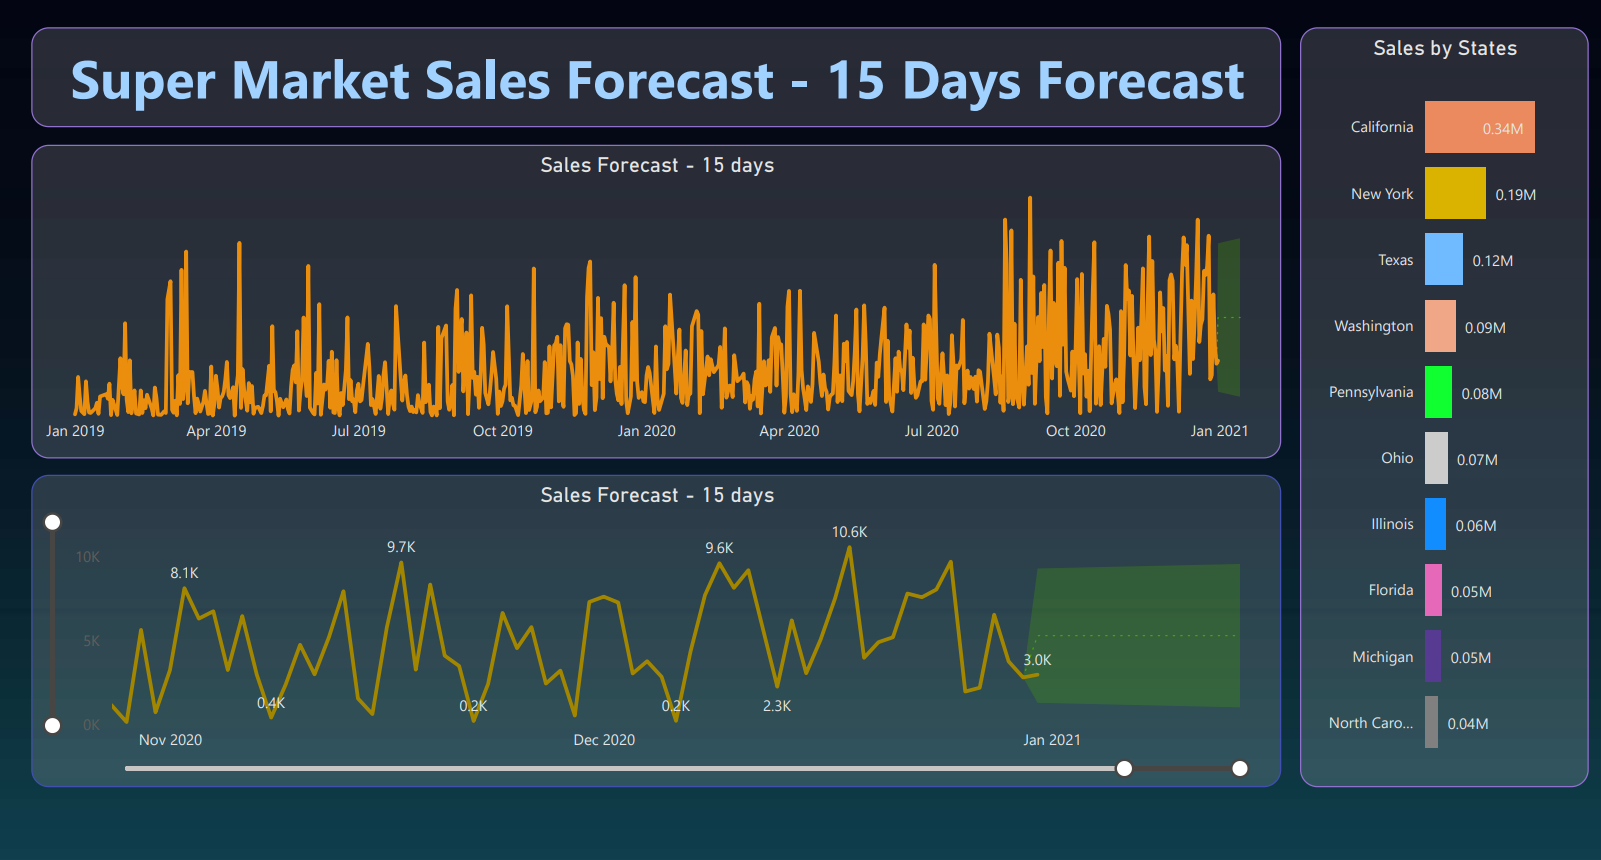 Super Market Sales Forecast - 15 Days Forecast
Sales Forecast - 15 days
Jan 2019 Apr 2019 Jul 2019 Oct 2019 Jan 2020 Apr 2020 Jul 2020 Oct 2020 Jan 2021
Sales Forecast - 15 days
10K
5K
0K
8.1K
0.4K
9.7K
0.2K
0.2K
9.6K
2.3K
10.6K
3.0K
Nov 2020 Dec 2020 Jan 2021
Sales by States
California 0.34M
New York 0.19M
Texas 0.12M
Washington 0.09M
Pennsylvania 0.08M
Ohio 0.07M
Illinois 0.06M
Florida 0.05M
Michigan 0.05M
North Caro... 0.04M